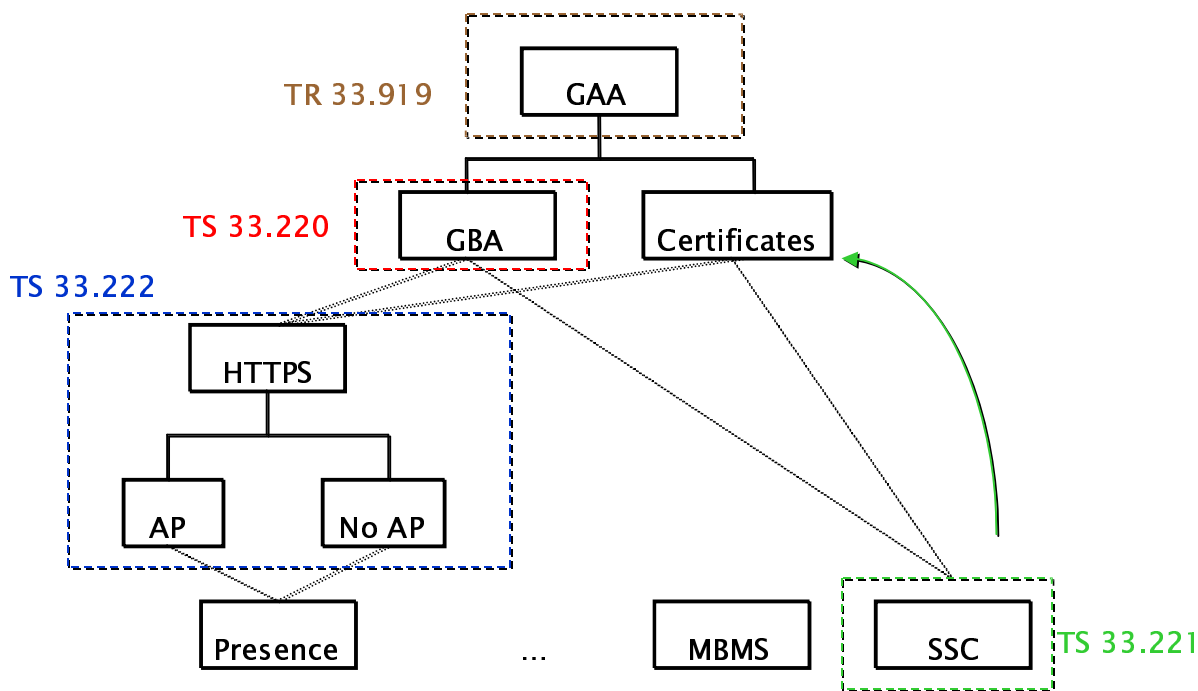 GAA
TR 33.919
TS 33.220
GBA
Certificates
TS 33.222
HTTPS
AP
No AP
Presence
...
MBMS
SSC
TS 33.221